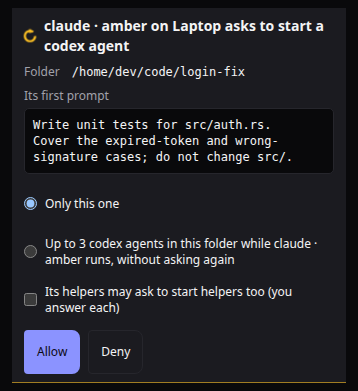 claude · amber on Laptop asks to start a
codex agent
Folder /home/dev/code/login-fix
Its first prompt
Write unit tests for src/auth.rs.
Cover the expired-token and wrong-
signature cases; do not change src/.
Only this one
Up to 3 codex agents in this folder while claude ·
amber runs, without asking again
Its helpers may ask to start helpers too (you
answer each)
Allow Deny